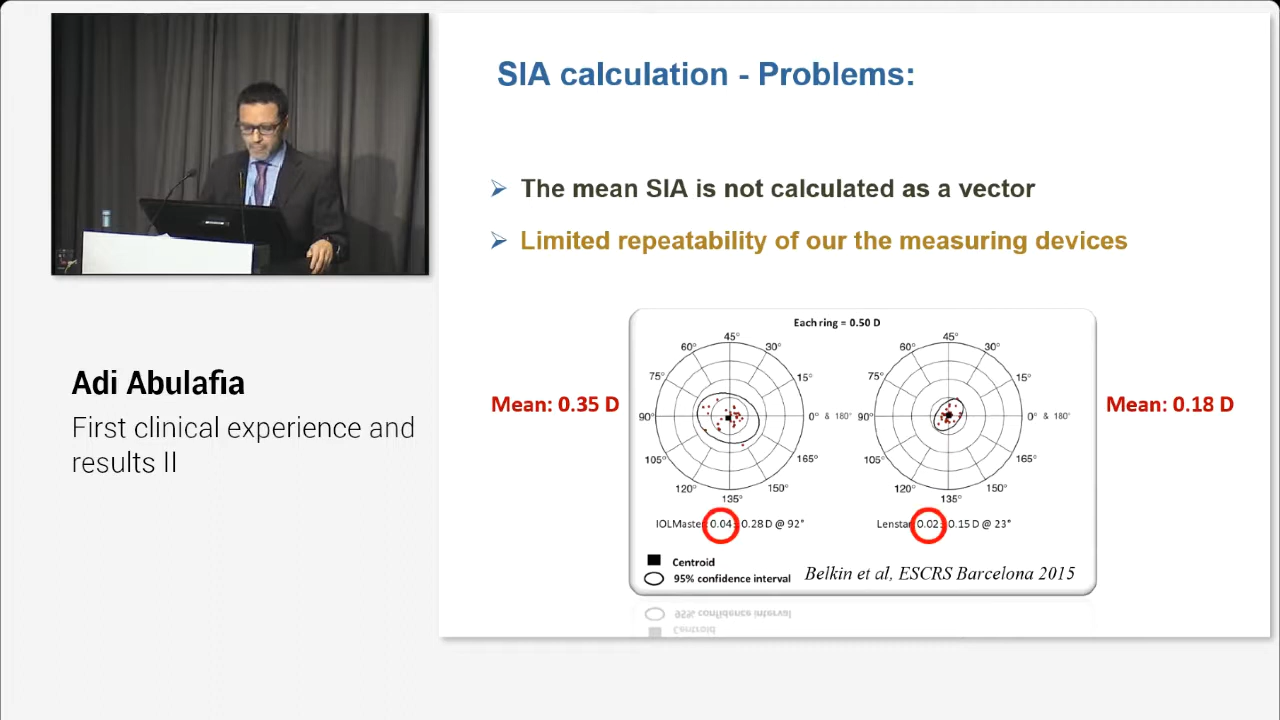 SIA calculation - Problems:
The mean SIA is not calculated as a vector
Limited repeatability of our the measuring devices
Adi Abulafia
First clinical experience and
results II
Each ring = 0.50 D
Mean: 0.35 D
45°
60° 30°
75° 15°
90° 0° & 180°
105° 165°
120° 150°
135°
IOLMaster 0.04± 0.28 D @ 92°
45°
60° 30°
75° 15°
90° 0° & 180°
105° 165°
120° 150°
135°
Lenstar 0.02± 0.15 D @ 23°
Mean: 0.18 D
Centroid
95% confidence interval
Belkin et al, ESCRS Barcelona 2015